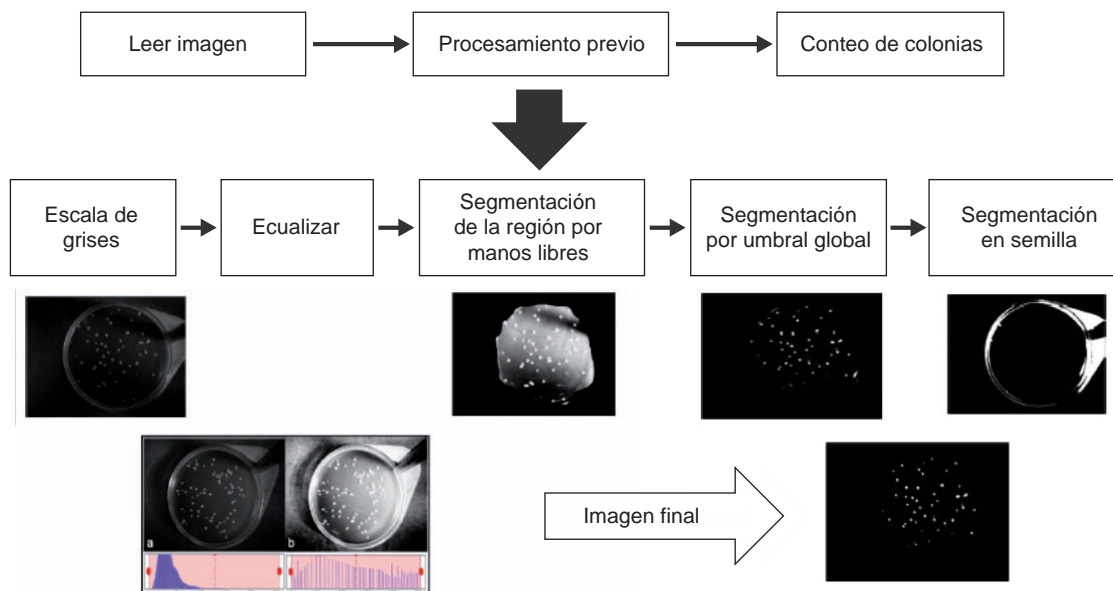 Leer imagen
Procesamiento previo
Conteo de colonias
Escala de
grises
Ecualizar
Segmentación
de la región por
manos libres
Segmentación
por umbral global
Segmentación
en semilla
a
b
Imagen final